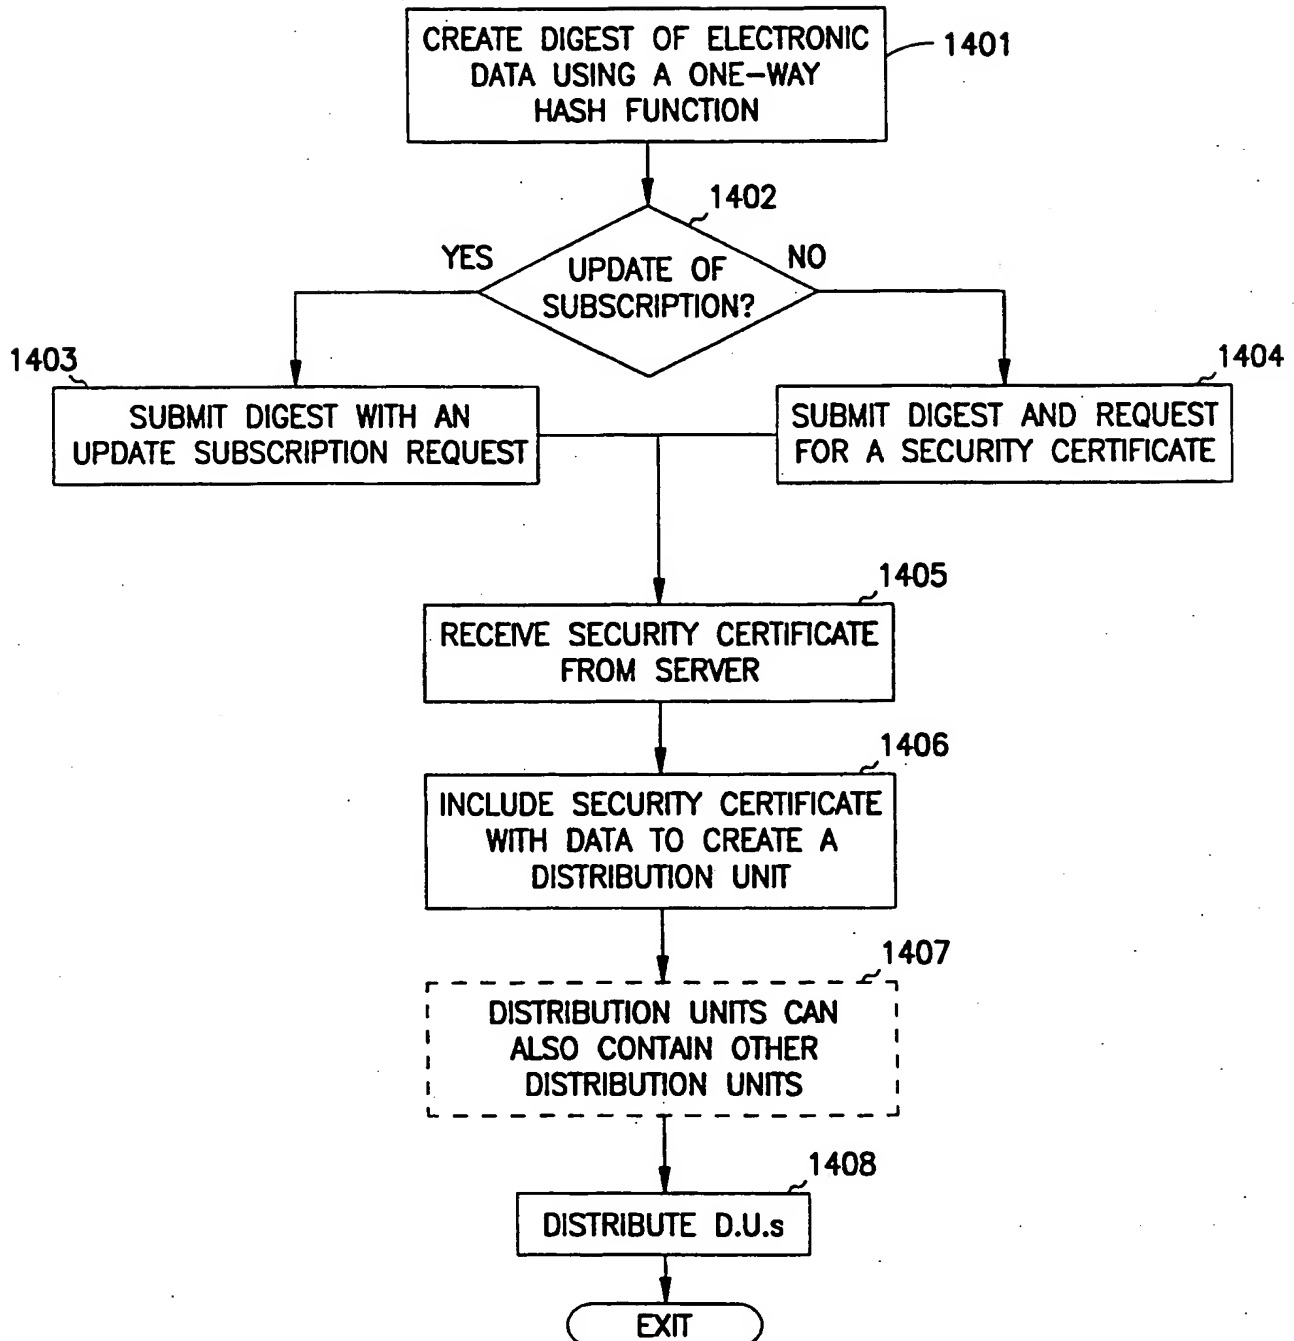 CREATE DIGEST OF ELECTRONIC
DATA USING A ONE-WAY
HASH FUNCTION
1401
1402
YES
NO
UPDATE OF
SUBSCRIPTION?
1403
1404
SUBMIT DIGEST WITH AN
UPDATE SUBSCRIPTION REQUEST
SUBMIT DIGEST AND REQUEST
FOR A SECURITY CERTIFICATE
1405
RECEIVE SECURITY CERTIFICATE
FROM SERVER
1406
INCLUDE SECURITY CERTIFICATE
WITH DATA TO CREATE A
DISTRIBUTION UNIT
1407
DISTRIBUTION UNITS CAN
ALSO CONTAIN OTHER
DISTRIBUTION UNITS
1408
DISTRIBUTE D.U.s
EXIT